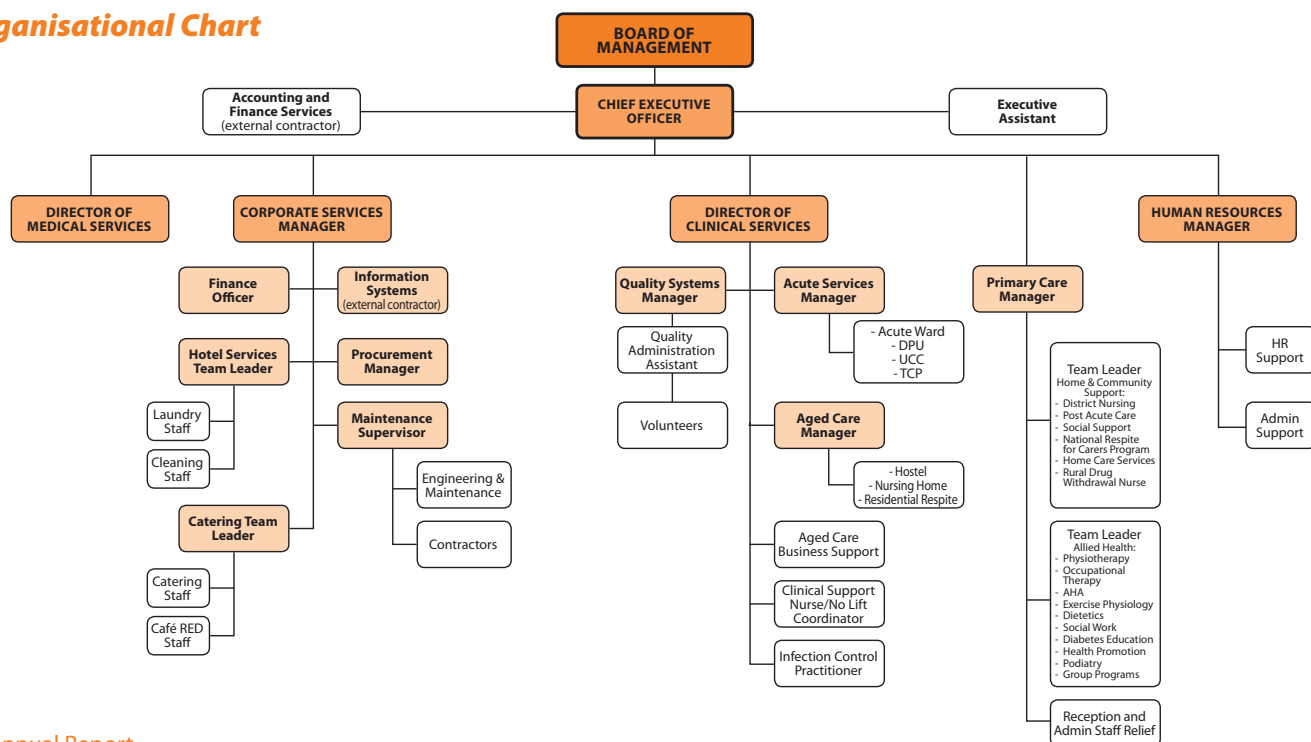 ganisational Chart
BOARD OF
MANAGEMENT
Accounting and
Finance Services
(external contractor)
CHIEF EXECUTIVE
OFFICER
Executive
Assistant
DIRECTOR OF
MEDICAL SERVICES
CORPORATE SERVICES
MANAGER
DIRECTOR OF
CLINICAL SERVICES
HUMAN RESOURCES
MANAGER
Finance
Officer
Information
Systems
(external contractor)
Hotel Services
Team Leader
Procurement
Manager
Laundry
Staff
Cleaning
Staff
Maintenance
Supervisor
Engineering &
Maintenance
Contractors
Catering Team
Leader
Catering
Staff
Café RED
Staff
Quality Systems
Manager
Quality
Administration
Assistant
Volunteers
Acute Services
Manager
- Acute Ward
- DPU
- UCC
- TCP
Aged Care
Manager
- Hostel
- Nursing Home
- Residential Respite
Aged Care
Business Support
Clinical Support
Nurse/No Lift
Coordinator
Infection Control
Practitioner
Primary Care
Manager
Team Leader
Home & Community
Support:
- District Nursing
- Post Acute Care
- Social Support
- National Respite
for Carers Program
- Home Care Services
- Rural Drug
Withdrawal Nurse
Team Leader
Allied Health:
- Physiotherapy
- Occupational
Therapy
- AHA
- Exercise Physiology
- Dietetics
- Social Work
- Diabetes Education
- Health Promotion
- Podiatry
- Group Programs
Reception and
Admin Staff Relief
HR
Support
Admin
Support
nnual Report